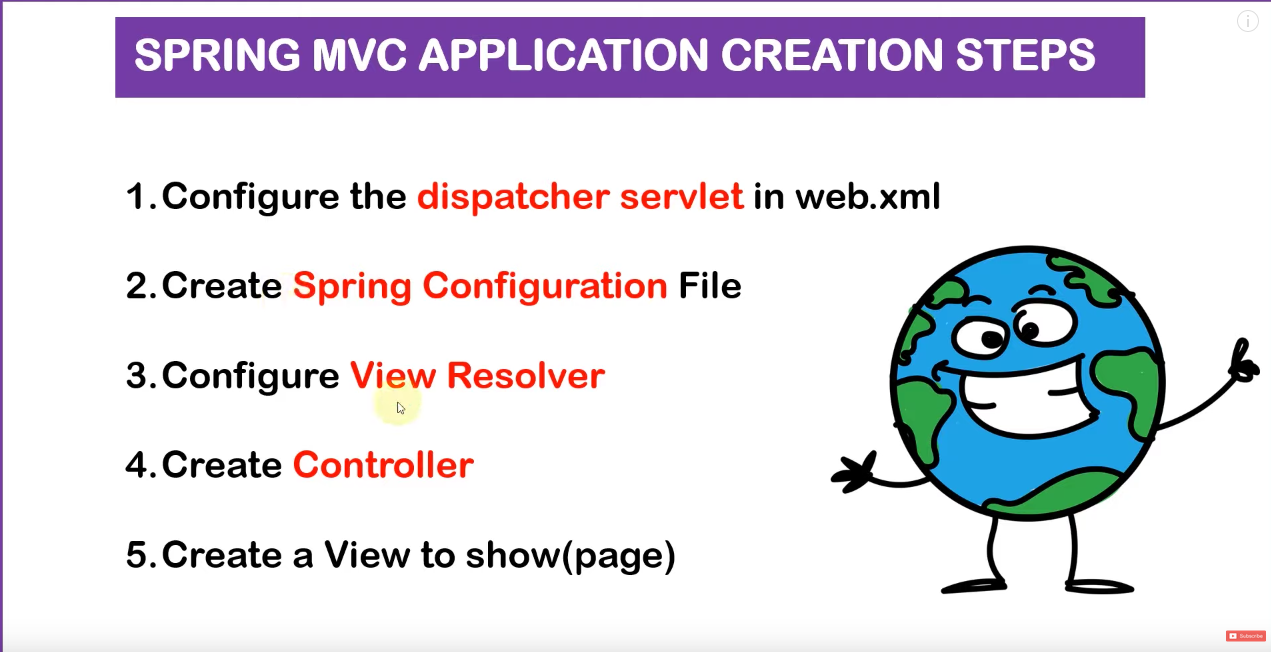 SPRING MVC APPLICATION CREATION STEPS
1. Configure the dispatcher servlet in web.xml
2. Create Spring Configuration File
3. Configure View Resolver
4. Create Controller
5. Create a View to show(page)
Subscribe